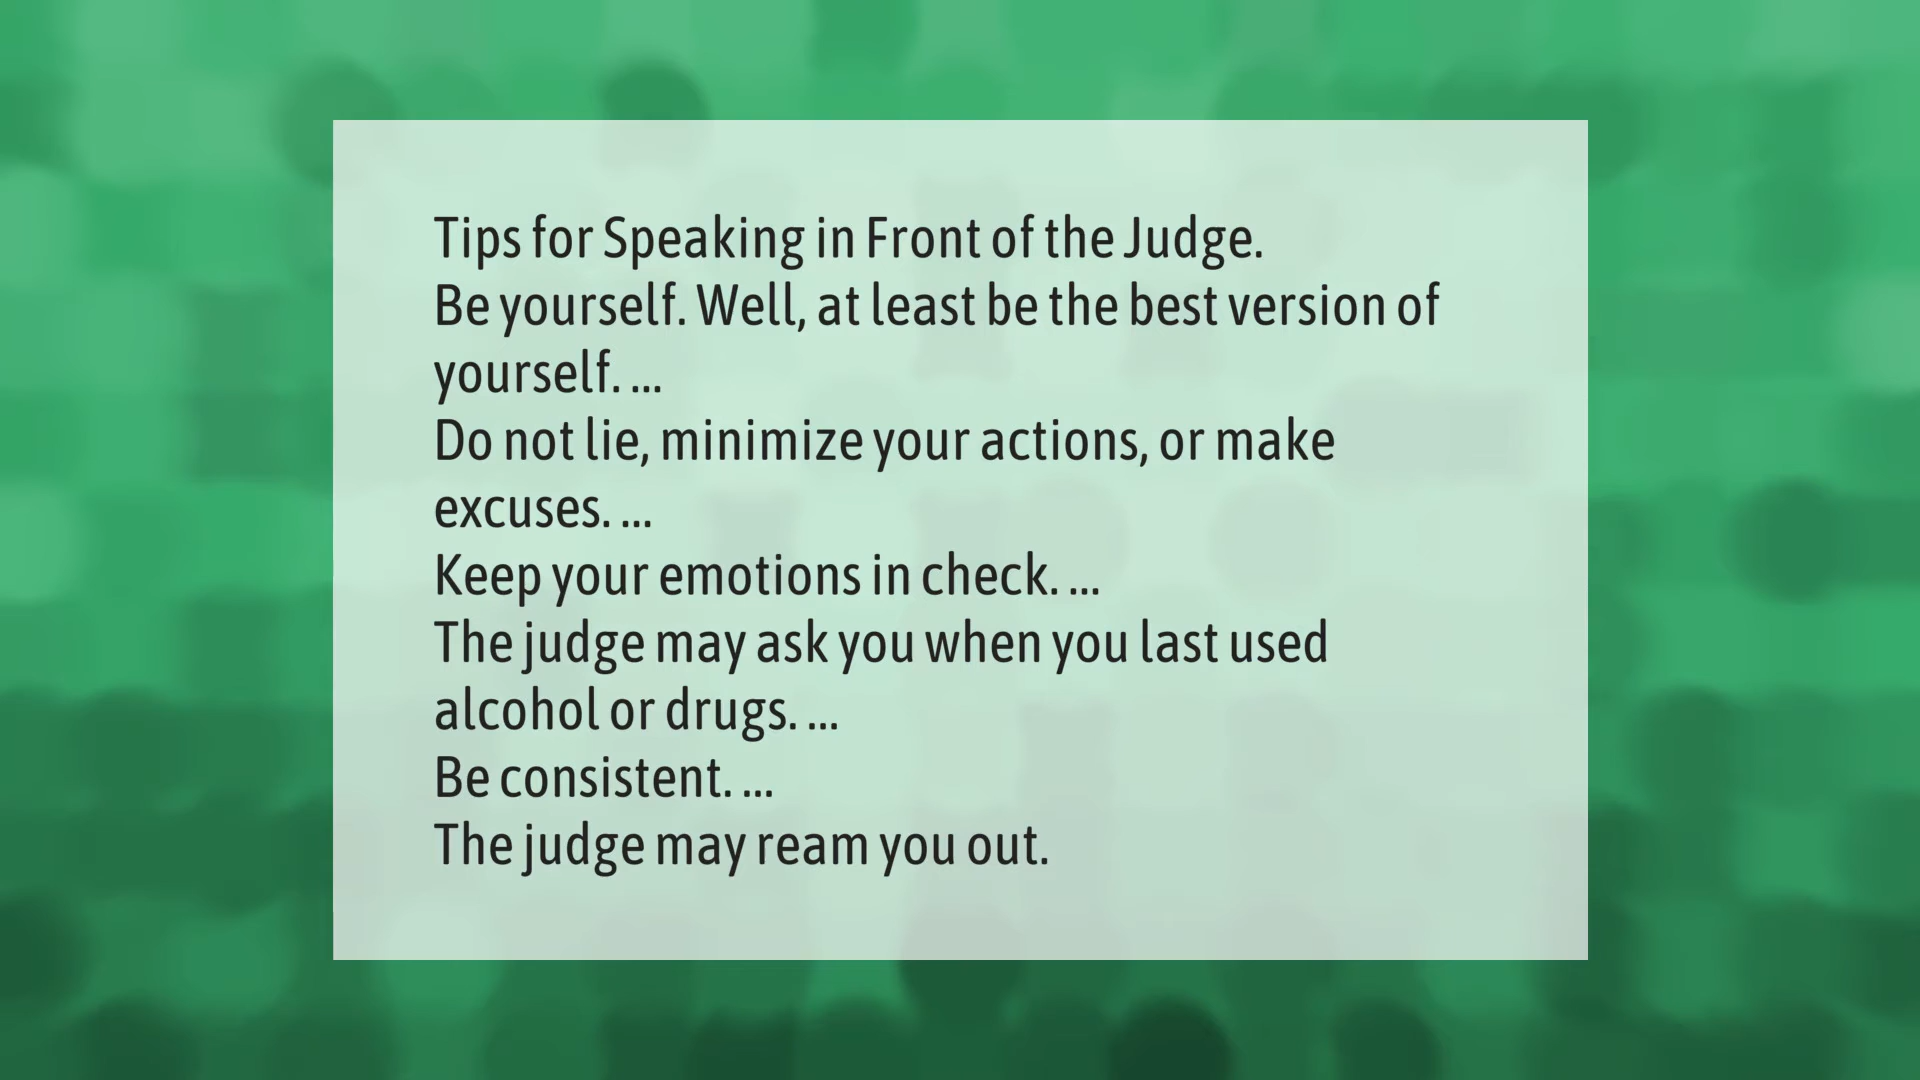 Tips for Speaking in Front of the Judge.
Be yourself. Well, at least be the best version of
yourself. ...
Do not lie, minimize your actions, or make
excuses. ...
Keep your emotions in check. ...
The judge may ask you when you last used
alcohol or drugs. ...
Be consistent. ...
The judge may ream you out.